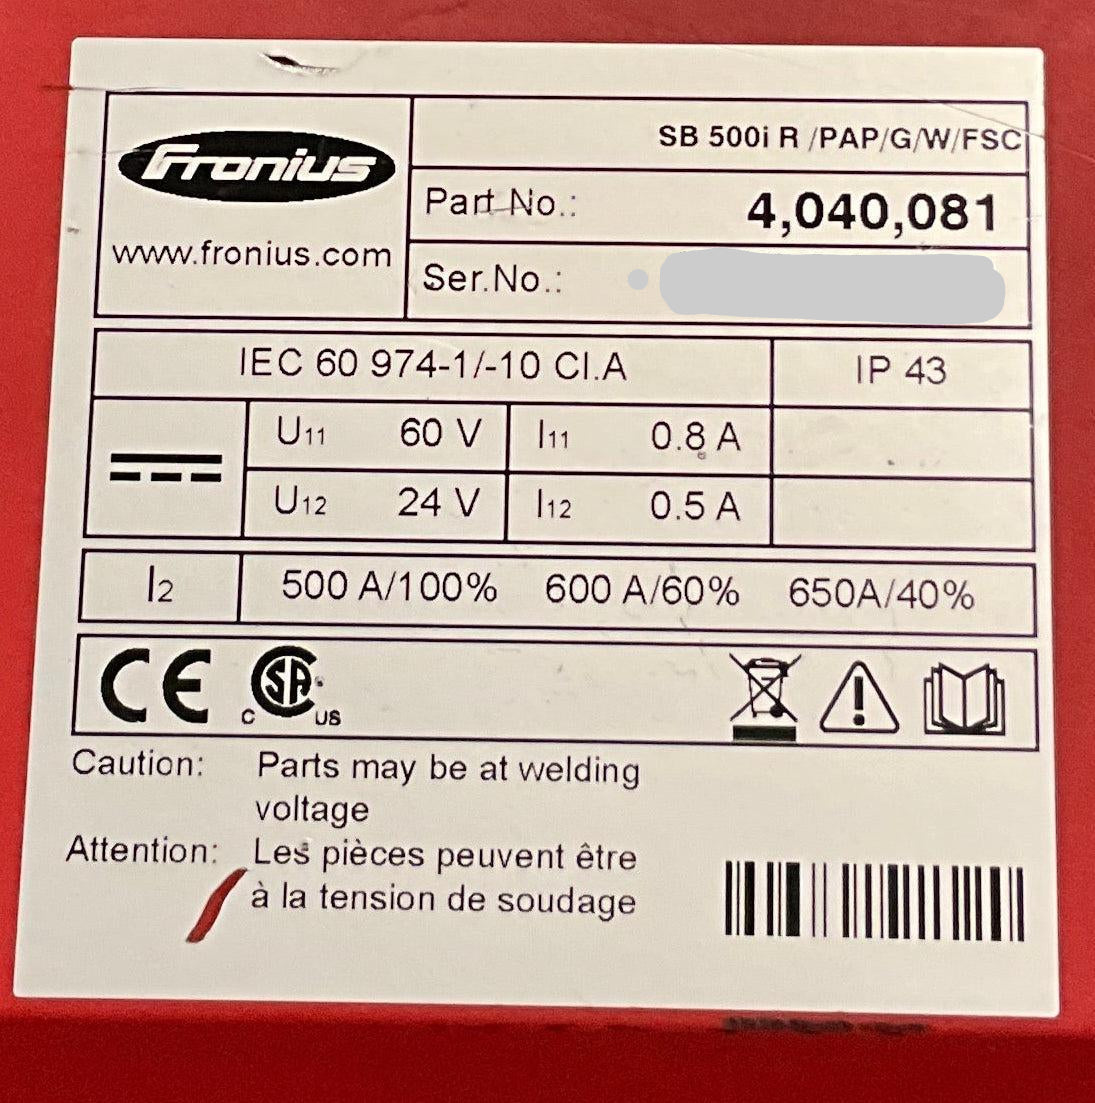 Fronius
www.fronius.com
SB 500i R /PAP/G/W/FSC
Part No.: 4,040,081
Ser.No.:
IEC 60 974-1/-10 Cl.A IP 43
U11 60 V I11 0.8 A
U12 24 V I12 0.5 A
I2 500 A/100% 600 A/60% 650A/40%
CE C SA US
Caution: Parts may be at welding
voltage
Attention: Les pièces peuvent être
à la tension de soudage